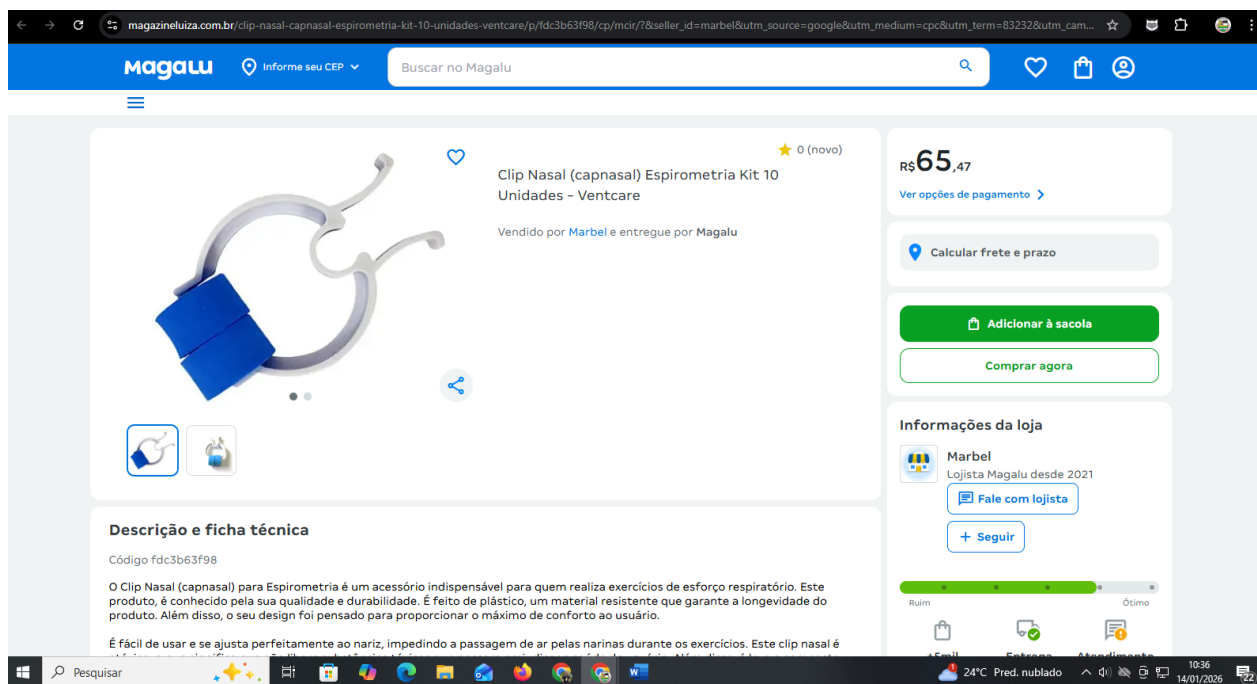 magazineluiza.com.br/clip-nasal-capnasal-espirometria-kit-10-unidades-ventcare/p/fdc3b63f98/cp/mcir/?&seller_id=marbel&utm_source=google&utm_medium=cpc&utm_term=83232&utm_cam...
Magalu
Informe seu CEP
Buscar no Magalu
0 (novo)
Clip Nasal (capnasal) Espirometria Kit 10
Unidades - Ventcare
Vendido por Marbel e entregue por Magalu
R$65,47
Ver opções de pagamento
Calcular frete e prazo
Adicionar à sacola
Comprar agora
Informações da loja
Marbel
Lojista Magalu desde 2021
Fale com lojista
+ Seguir
Ruim
Ótimo
Descrição e ficha técnica
Código fdc3b63f98
O Clip Nasal (capnasal) para Espirometria é um acessório indispensável para quem realiza exercícios de esforço respiratório. Este
produto, é conhecido pela sua qualidade e durabilidade. É feito de plástico, um material resistente que garante a longevidade do
produto. Além disso, o seu design foi pensado para proporcionar o máximo de conforto ao usuário.
É fácil de usar e se ajusta perfeitamente ao nariz, impedindo a passagem de ar pelas narinas durante os exercícios. Este clip nasal é
Pesquisar
24°C Pred. nublado
10:36
14/01/2026
22